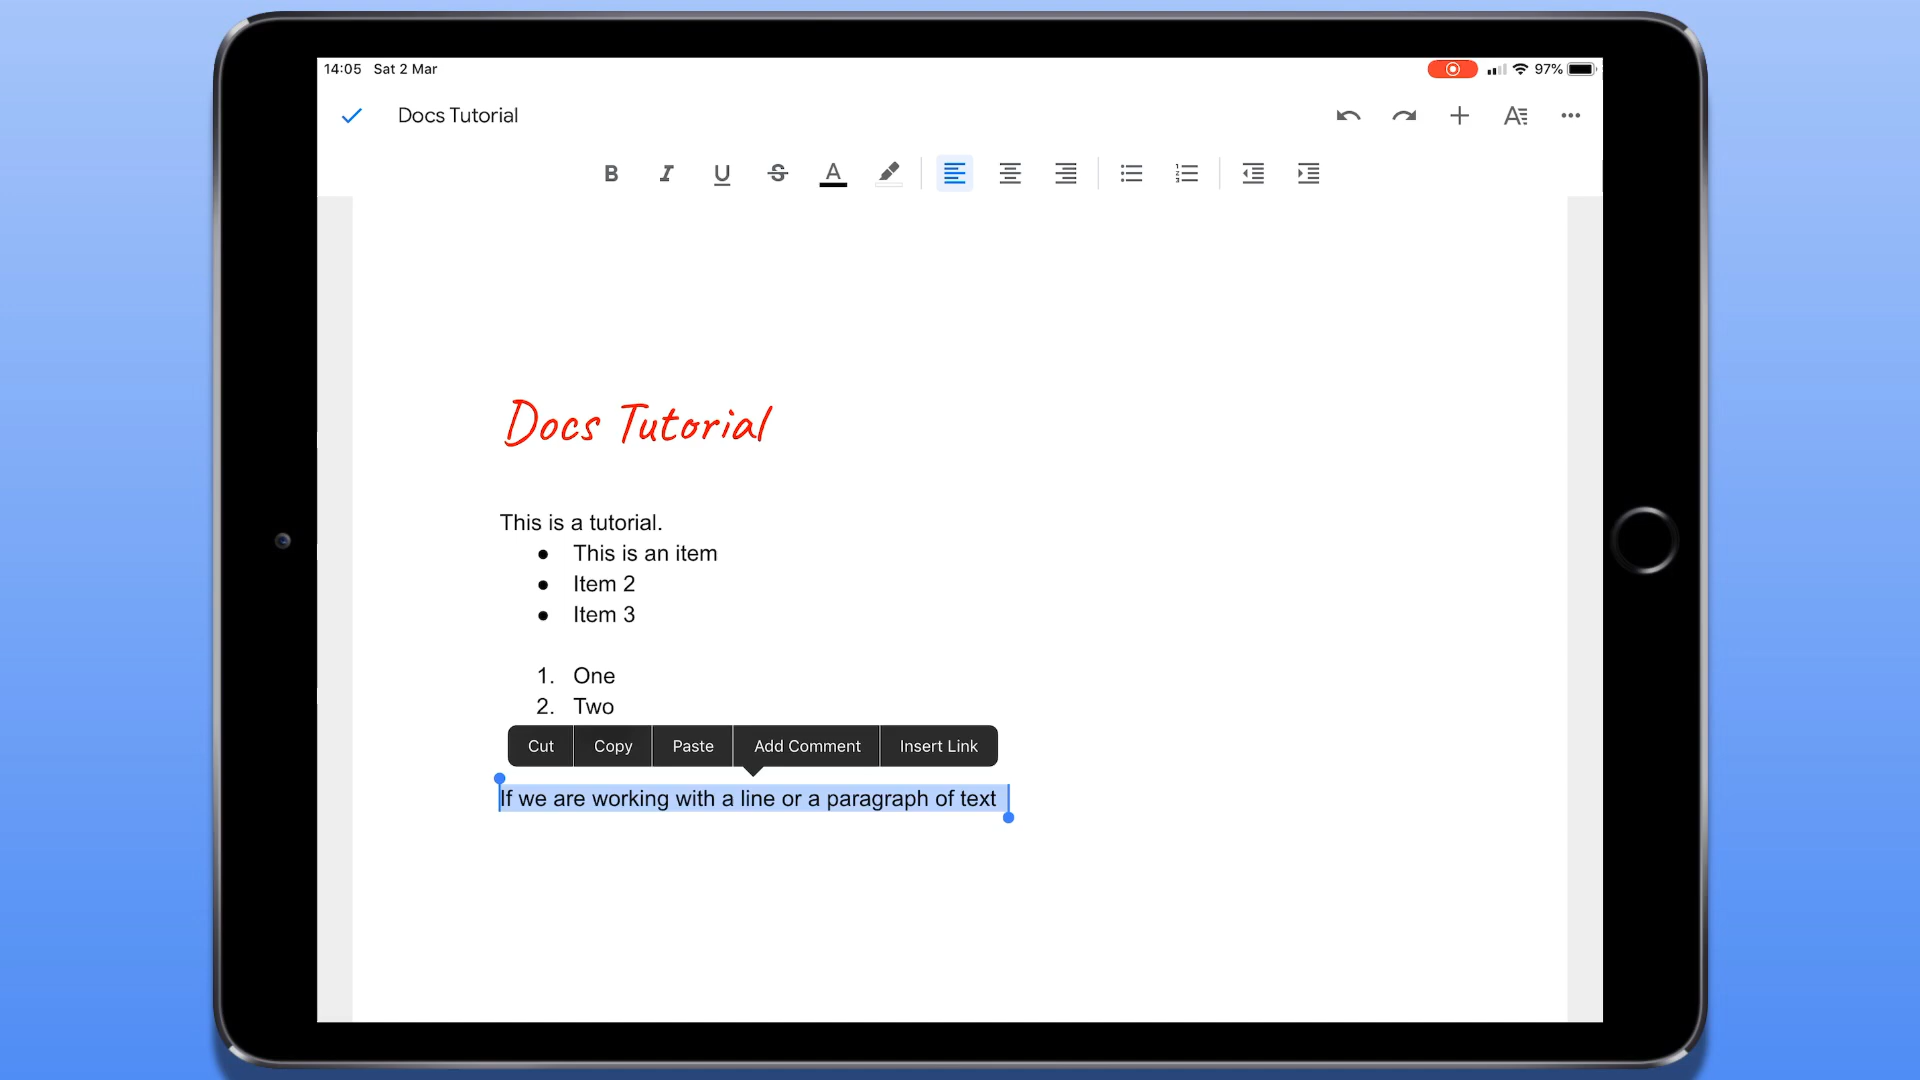 14:05 Sat 2 Mar 97%
Docs Tutorial
B I U S A
Docs Tutorial
This is a tutorial.
● This is an item
● Item 2
● Item 3
1. One
2. Two
Cut Copy Paste Add Comment Insert Link
If we are working with a line or a paragraph of text